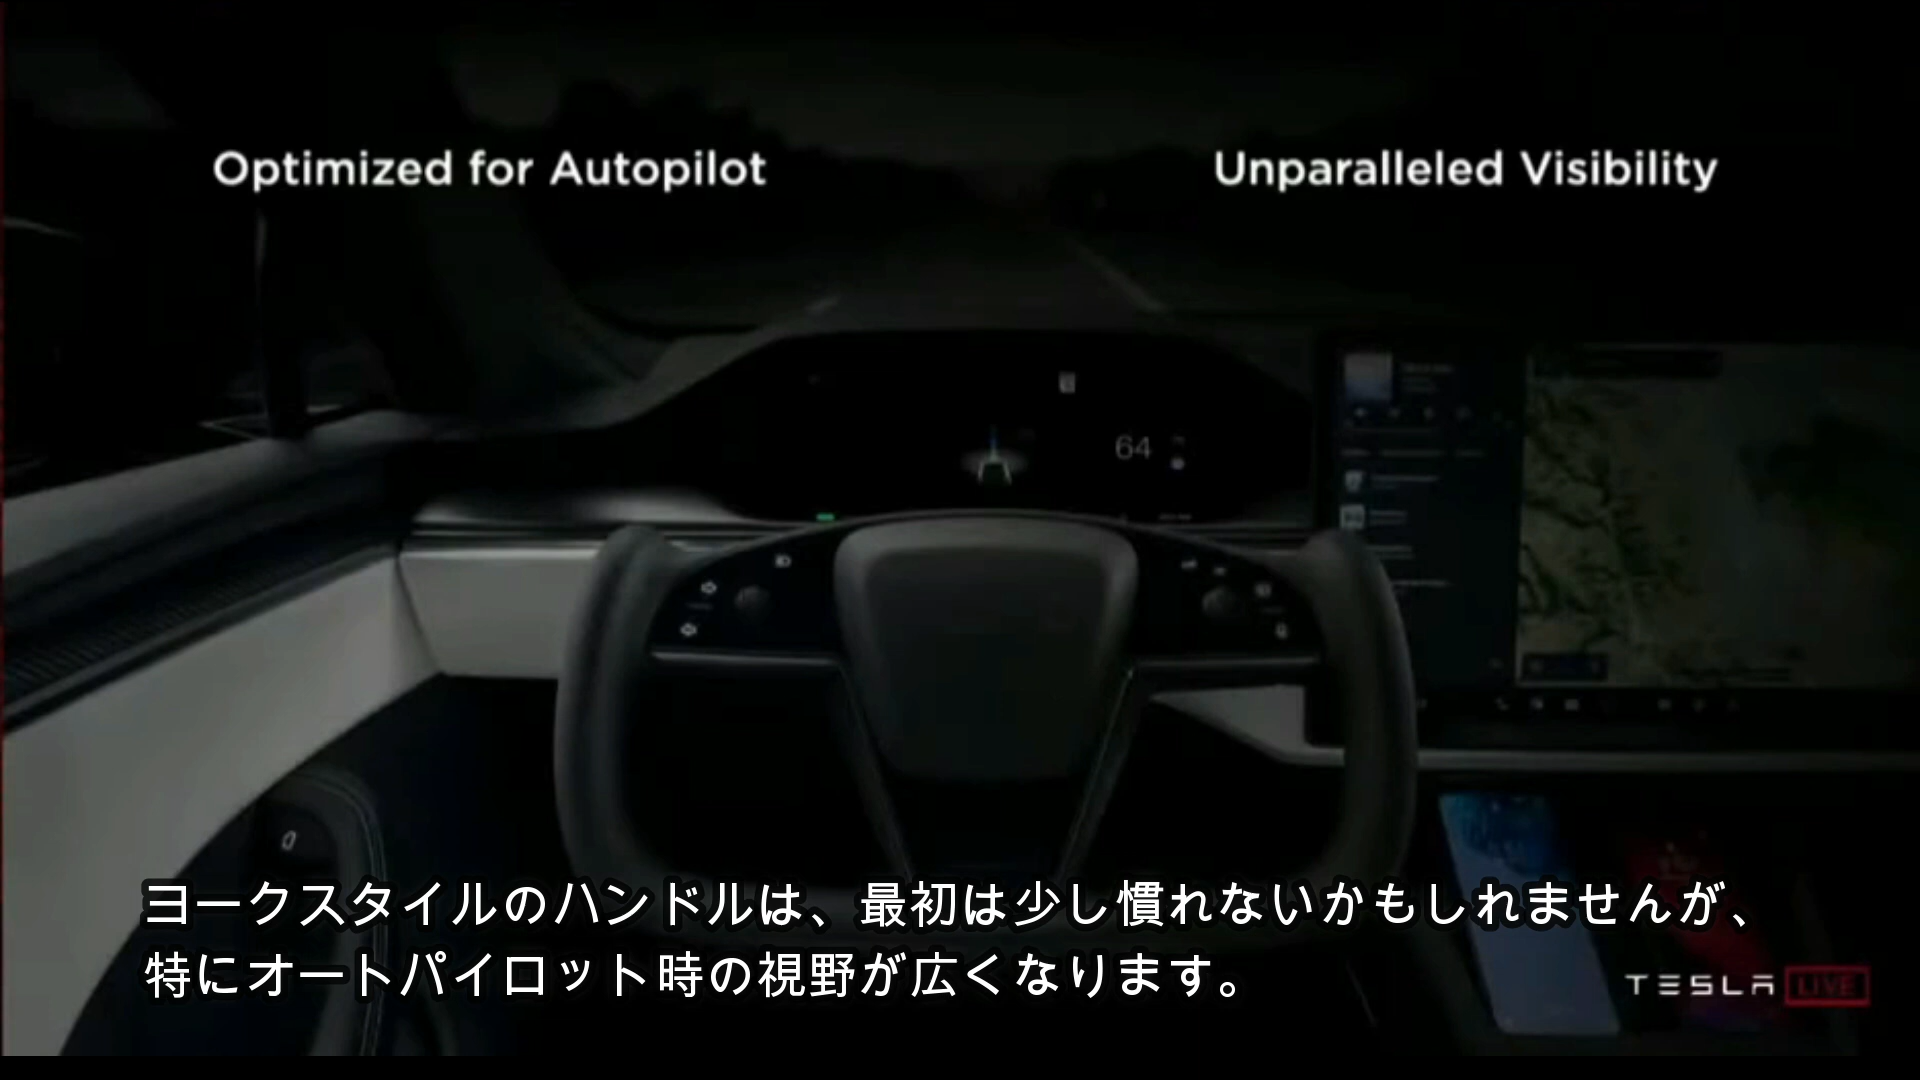 Optimized for Autopilot
Unparalleled Visibility
64
ヨークスタイルのハンドルは、最初は少し慣れないかもしれませんが、
特にオートパイロット時の視野が広くなります。
TESLA LIVE